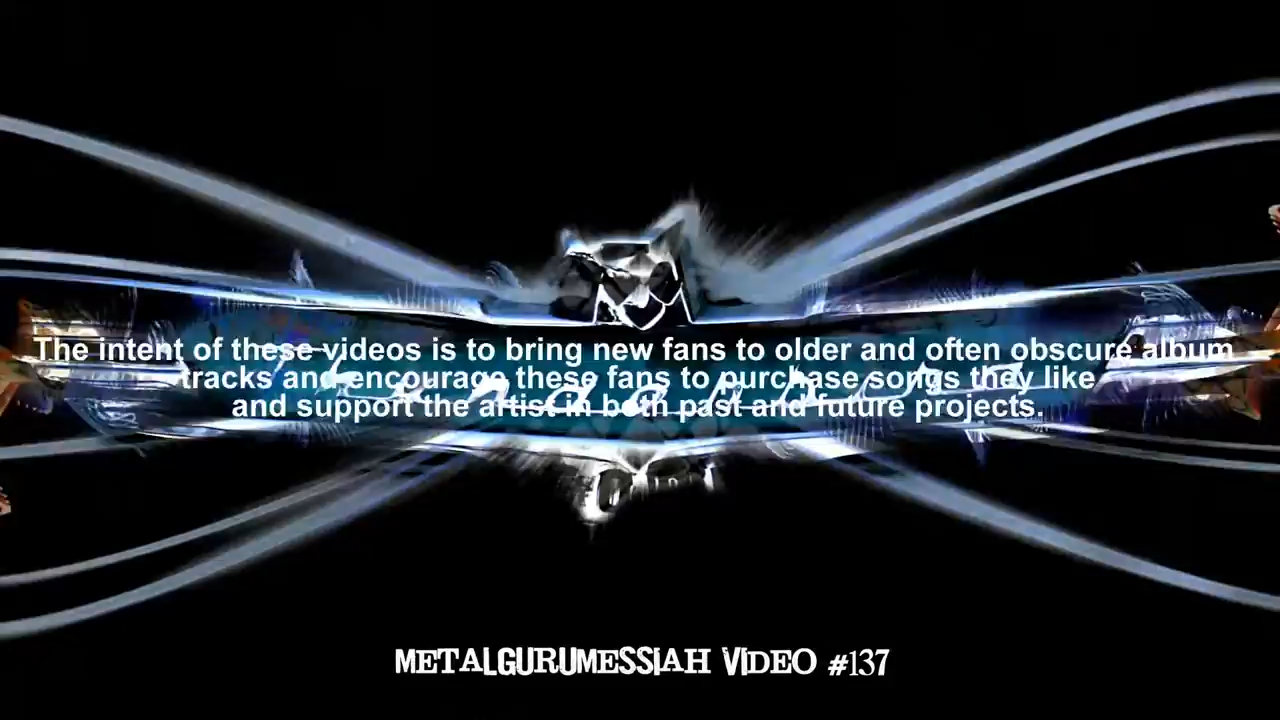 The intent of these videos is to bring new fans to older and often obscure album
tracks and encourage these fans to purchase songs they like
and support the artist in both past and future projects.
METALGURUMESSIAH VIDEO #137